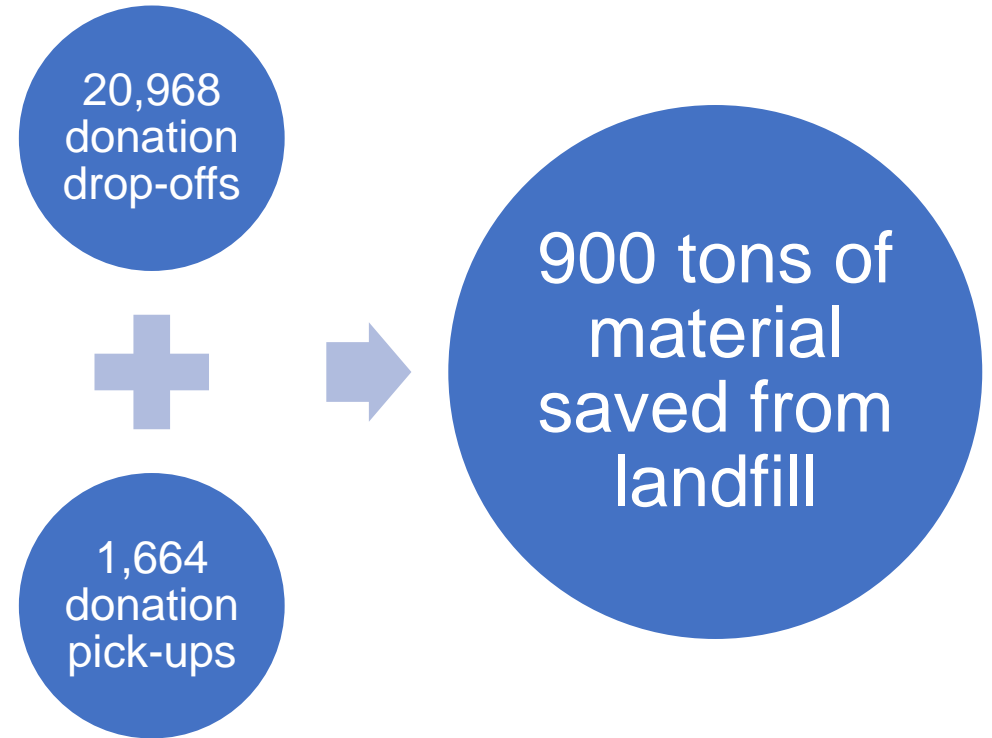 20,968
donation
drop-offs
1,664
donation
pick-ups
900 tons of
material
saved from
landfill